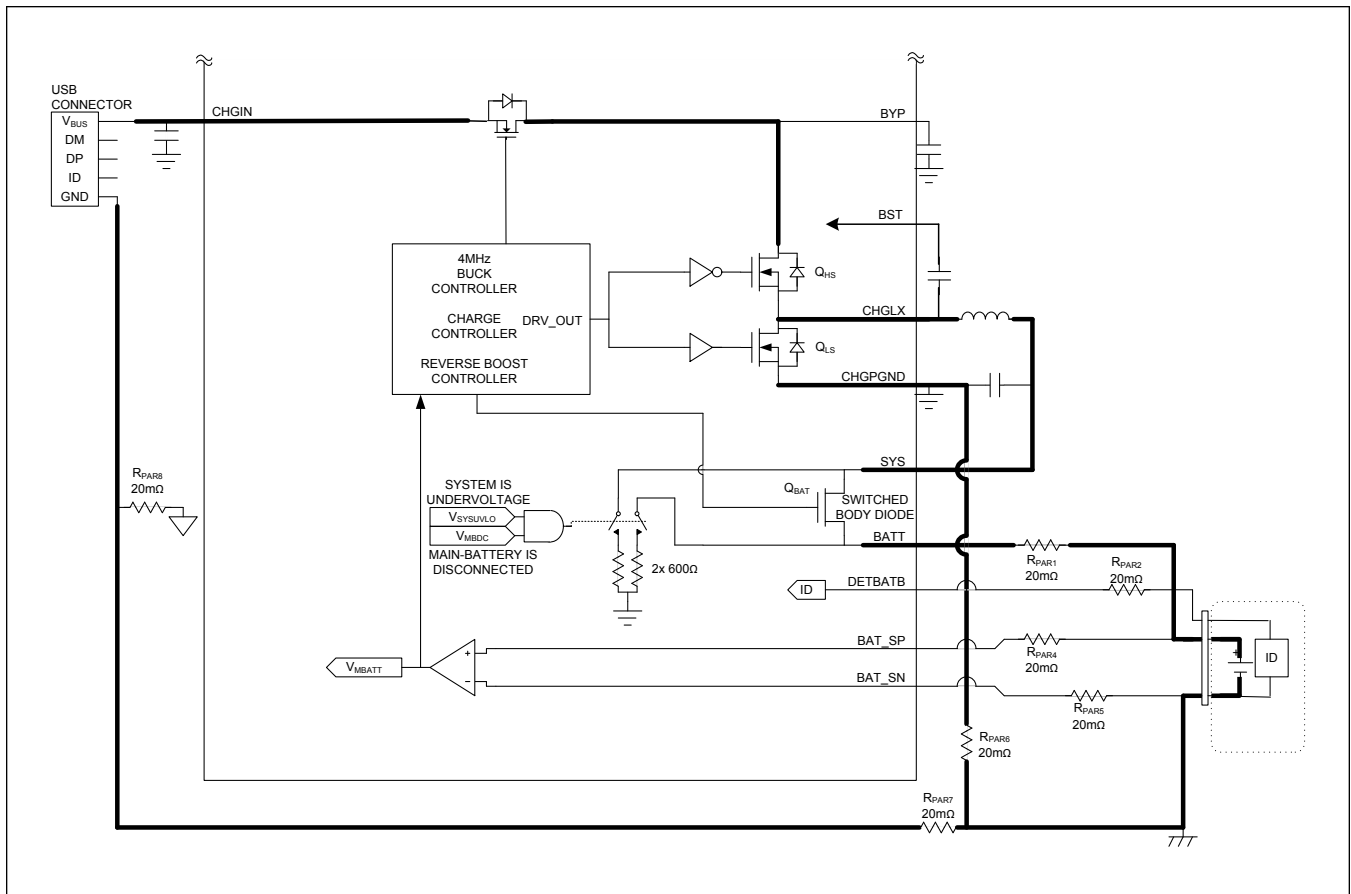 USB
CONNECTOR
VBUS
DM
DP
ID
GND
CHGIN
BYP
BST
4MHz
BUCK
CONTROLLER
CHARGE
CONTROLLER
REVERSE BOOST
CONTROLLER
DRV_OUT
QHS
CHGLX
QLS
CHGPGND
RPAR8
20mΩ
SYS
QBAT
SWITCHED
BODY DIODE
SYSTEM IS
UNDERVOLTAGE
VSYSUVLO
VMBDC
MAIN-BATTERY IS
DISCONNECTED
2x 600Ω
BATT
RPAR1
20mΩ
RPAR2
20mΩ
ID
DETBATB
BAT_SP
RPAR4
20mΩ
ID
+
VMBATT
+
−
BAT_SN
RPAR5
20mΩ
RPAR6
20mΩ
RPAR7
20mΩ